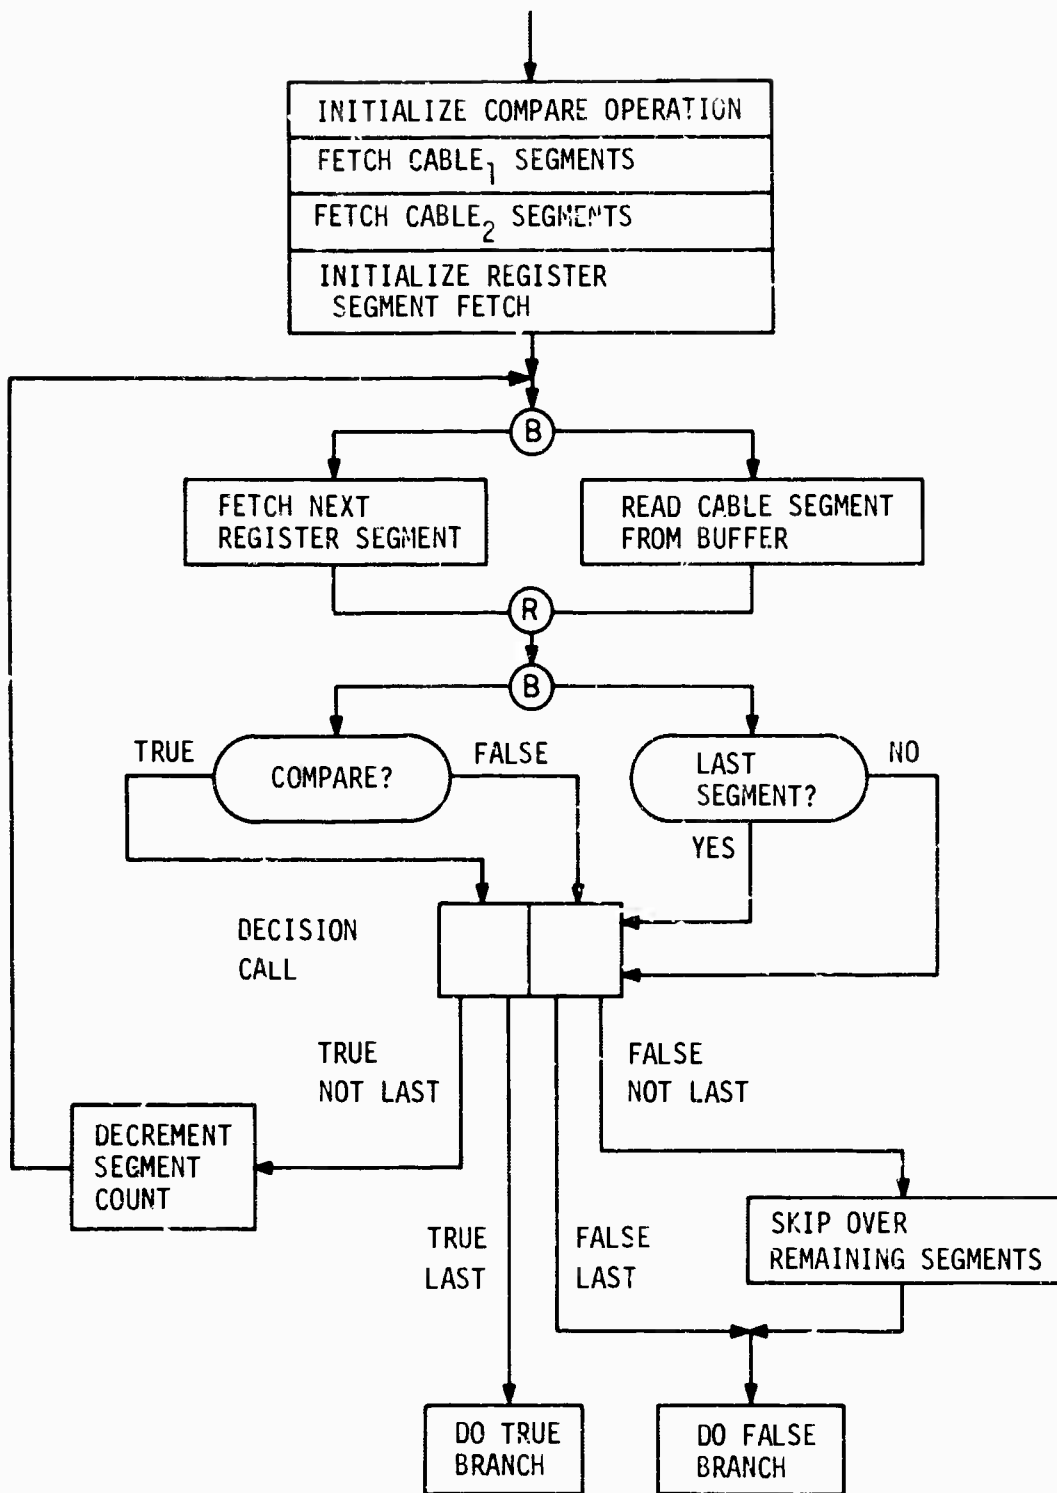 INITIALIZE COMPARE OPERATION
FETCH CABLE1 SEGMENTS
FETCH CABLE2 SEGMENTS
INITIALIZE REGISTER
SEGMENT FETCH
B
FETCH NEXT
REGISTER SEGMENT
READ CABLE SEGMENT
FROM BUFFER
R
B
TRUE
COMPARE?
FALSE
LAST
SEGMENT?
NO
YES
DECISION
CALL
TRUE
NOT LAST
FALSE
NOT LAST
DECREMENT
SEGMENT
COUNT
TRUE
LAST
FALSE
LAST
SKIP OVER
REMAINING SEGMENTS
DO TRUE
BRANCH
DO FALSE
BRANCH